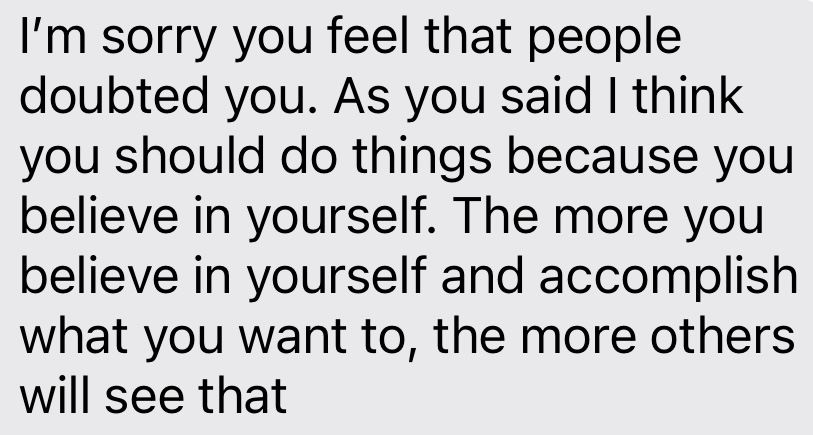 I’m sorry you feel that people
doubted you. As you said I think
you should do things because you
believe in yourself. The more you
believe in yourself and accomplish
what you want to, the more others
will see that